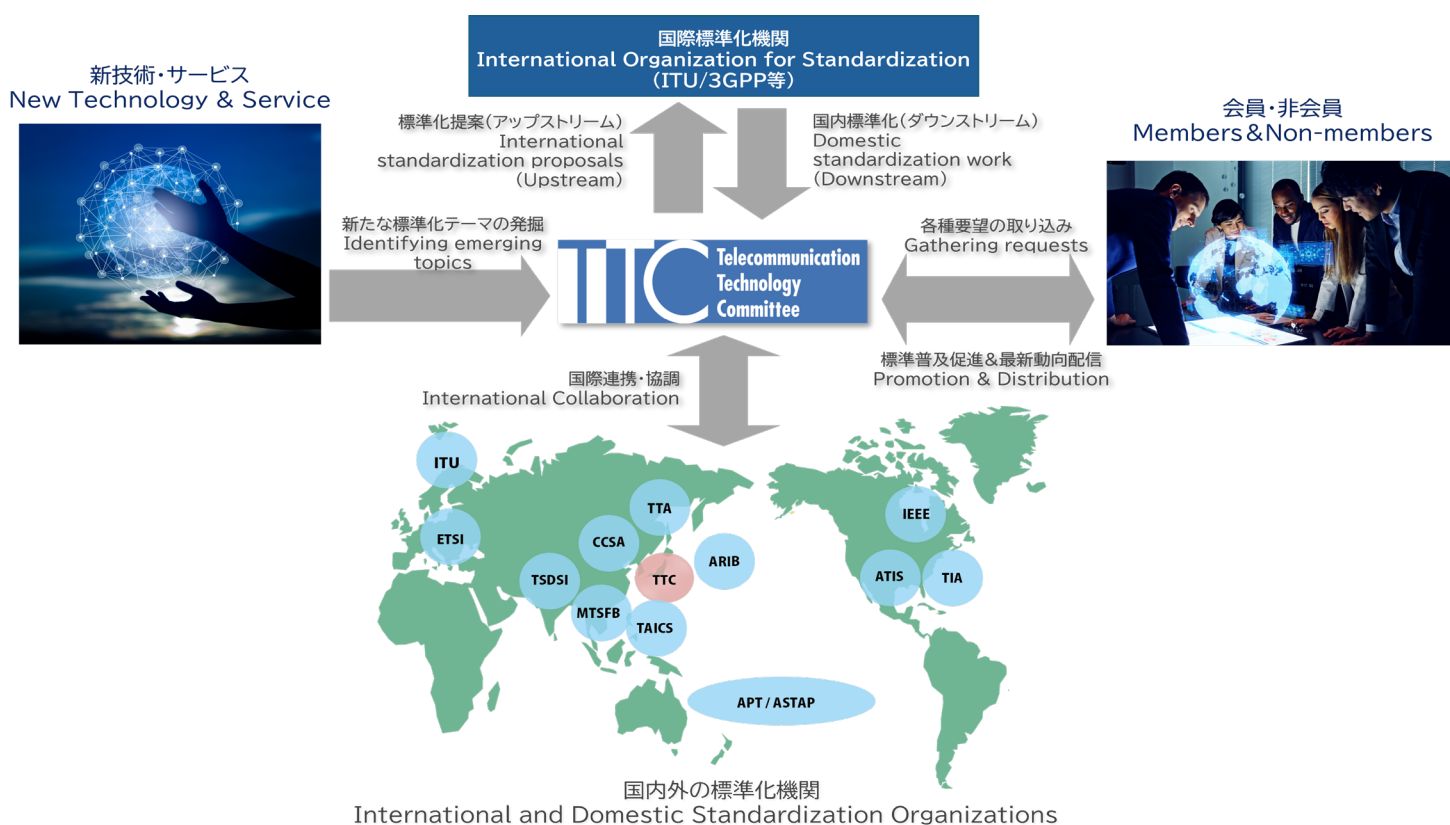 国際標準化機関
International Organization for Standardization
（ITU/3GPP等）
新技術・サービス
New Technology & Service
会員・非会員
Members＆Non-members
標準化提案（アップストリーム）
International
standardization proposals
（Upstream）
国内標準化（ダウンストリーム）
Domestic
standardization work
（Downstream）
新たな標準化テーマの発掘
Identifying emerging
topics
TTC
Telecommunication
Technology
Committee
各種要望の取り込み
Gathering requests
標準普及促進＆最新動向配信
Promotion & Distribution
国際連携・協調
International Collaboration
ITU
ETSI
TTA
CCSA
TSDSI
TTC
ARIB
MTSFB
TAICS
IEEE
ATIS
TIA
APT / ASTAP
国内外の標準化機関
International and Domestic Standardization Organizations